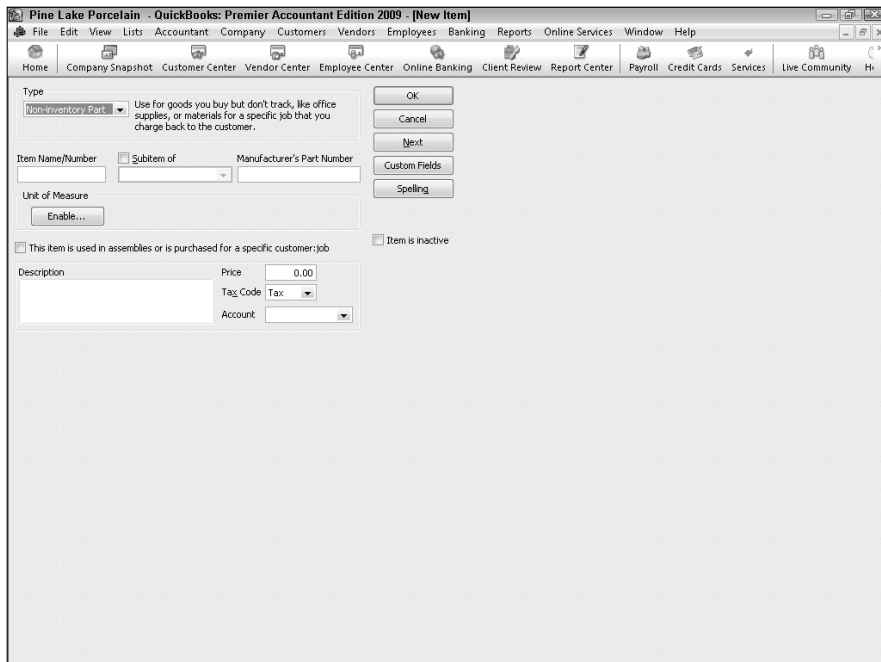 Pine Lake Porcelain - QuickBooks: Premier Accountant Edition 2009 - [New Item]
File Edit View Lists Accountant Company Customers Vendors Employees Banking Reports Online Services Window Help
Home Company Snapshot Customer Center Vendor Center Employee Center Online Banking Client Review Report Center Payroll Credit Cards Services Live Community
Type
Non-inventory Part
Use for goods you buy but don't track, like office
supplies, or materials for a specific job that you
charge back to the customer.
OK
Cancel
Next
Custom Fields
Spelling
Item Name/Number Subitem of Manufacturer's Part Number
Unit of Measure
Enable...
Item is inactive
This item is used in assemblies or is purchased for a specific customer:job
Description Price 0.00
Tax Code Tax
Account